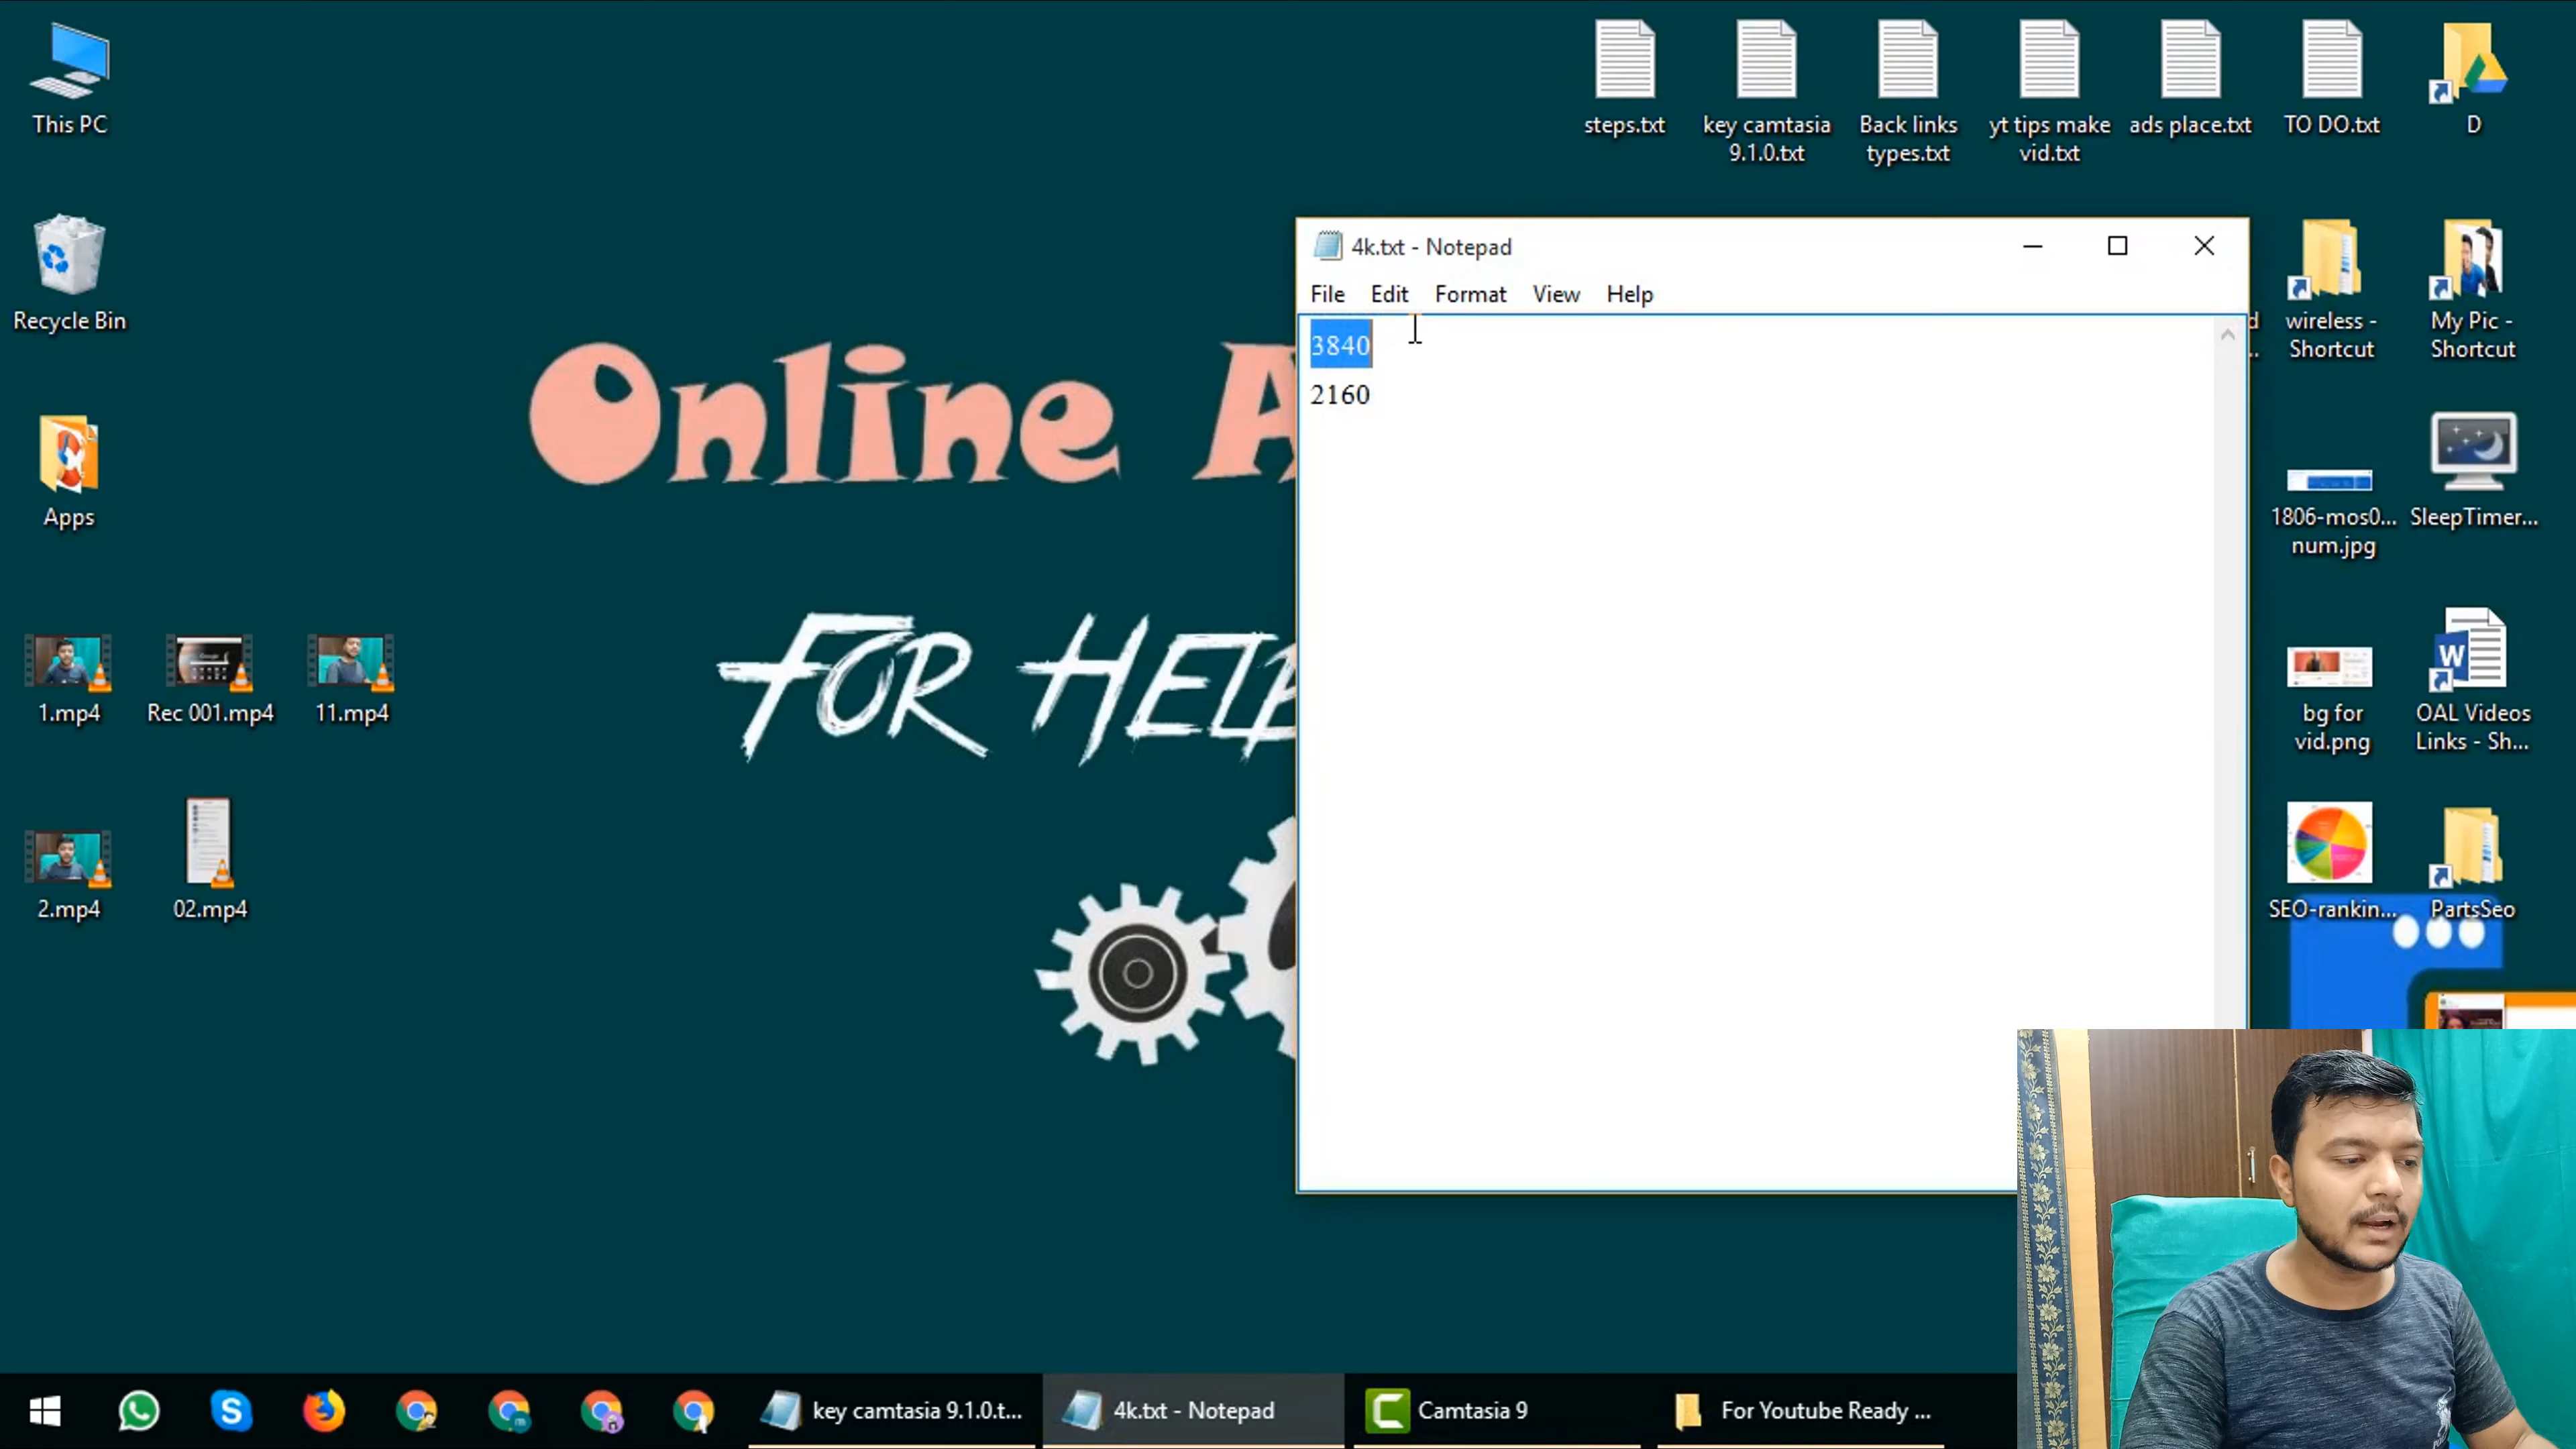 This PC
Recycle Bin
Apps
1.mp4
Rec 001.mp4
11.mp4
2.mp4
02.mp4
Online A
FOR HELP
steps.txt
key camtasia
9.1.0.txt
Back links
types.txt
yt tips make
vid.txt
ads place.txt
TO DO.txt
D
4k.txt - Notepad
File Edit Format View Help
3840
2160
d
..
wireless -
Shortcut
My Pic -
Shortcut
1806-mos0...
num.jpg
SleepTimer...
bg for
vid.png
W
OAL Videos
Links - Sh...
SEO-rankin...
PartsSeo
S
m
key camtasia 9.1.0.t...
4k.txt - Notepad
C
Camtasia 9
For Youtube Ready ...